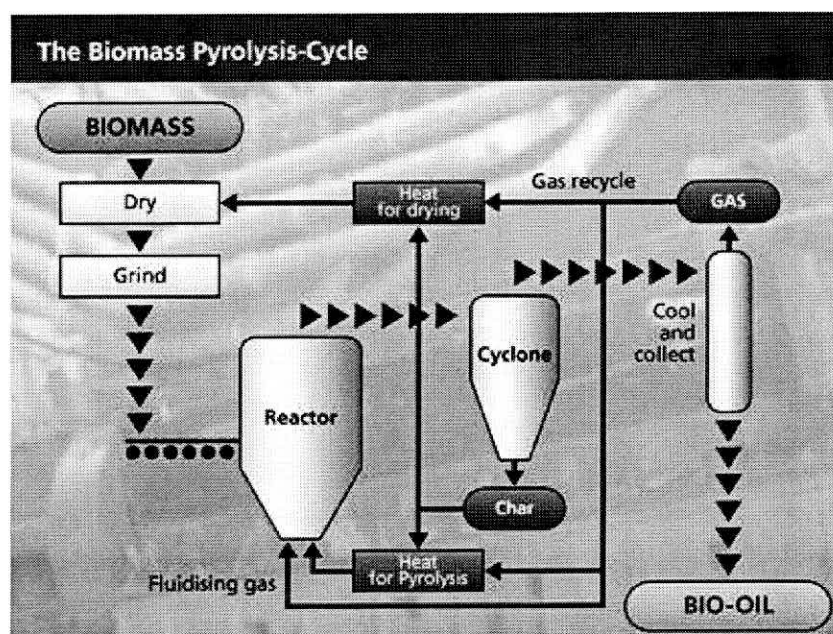 The Biomass Pyrolysis-Cycle
BIOMASS
Dry
Heat
for drying
Gas recycle
GAS
Grind
Cool
and
collect
Cyclone
Reactor
Char
Heat
for Pyrolysis
Fluidising gas
BIO-OIL